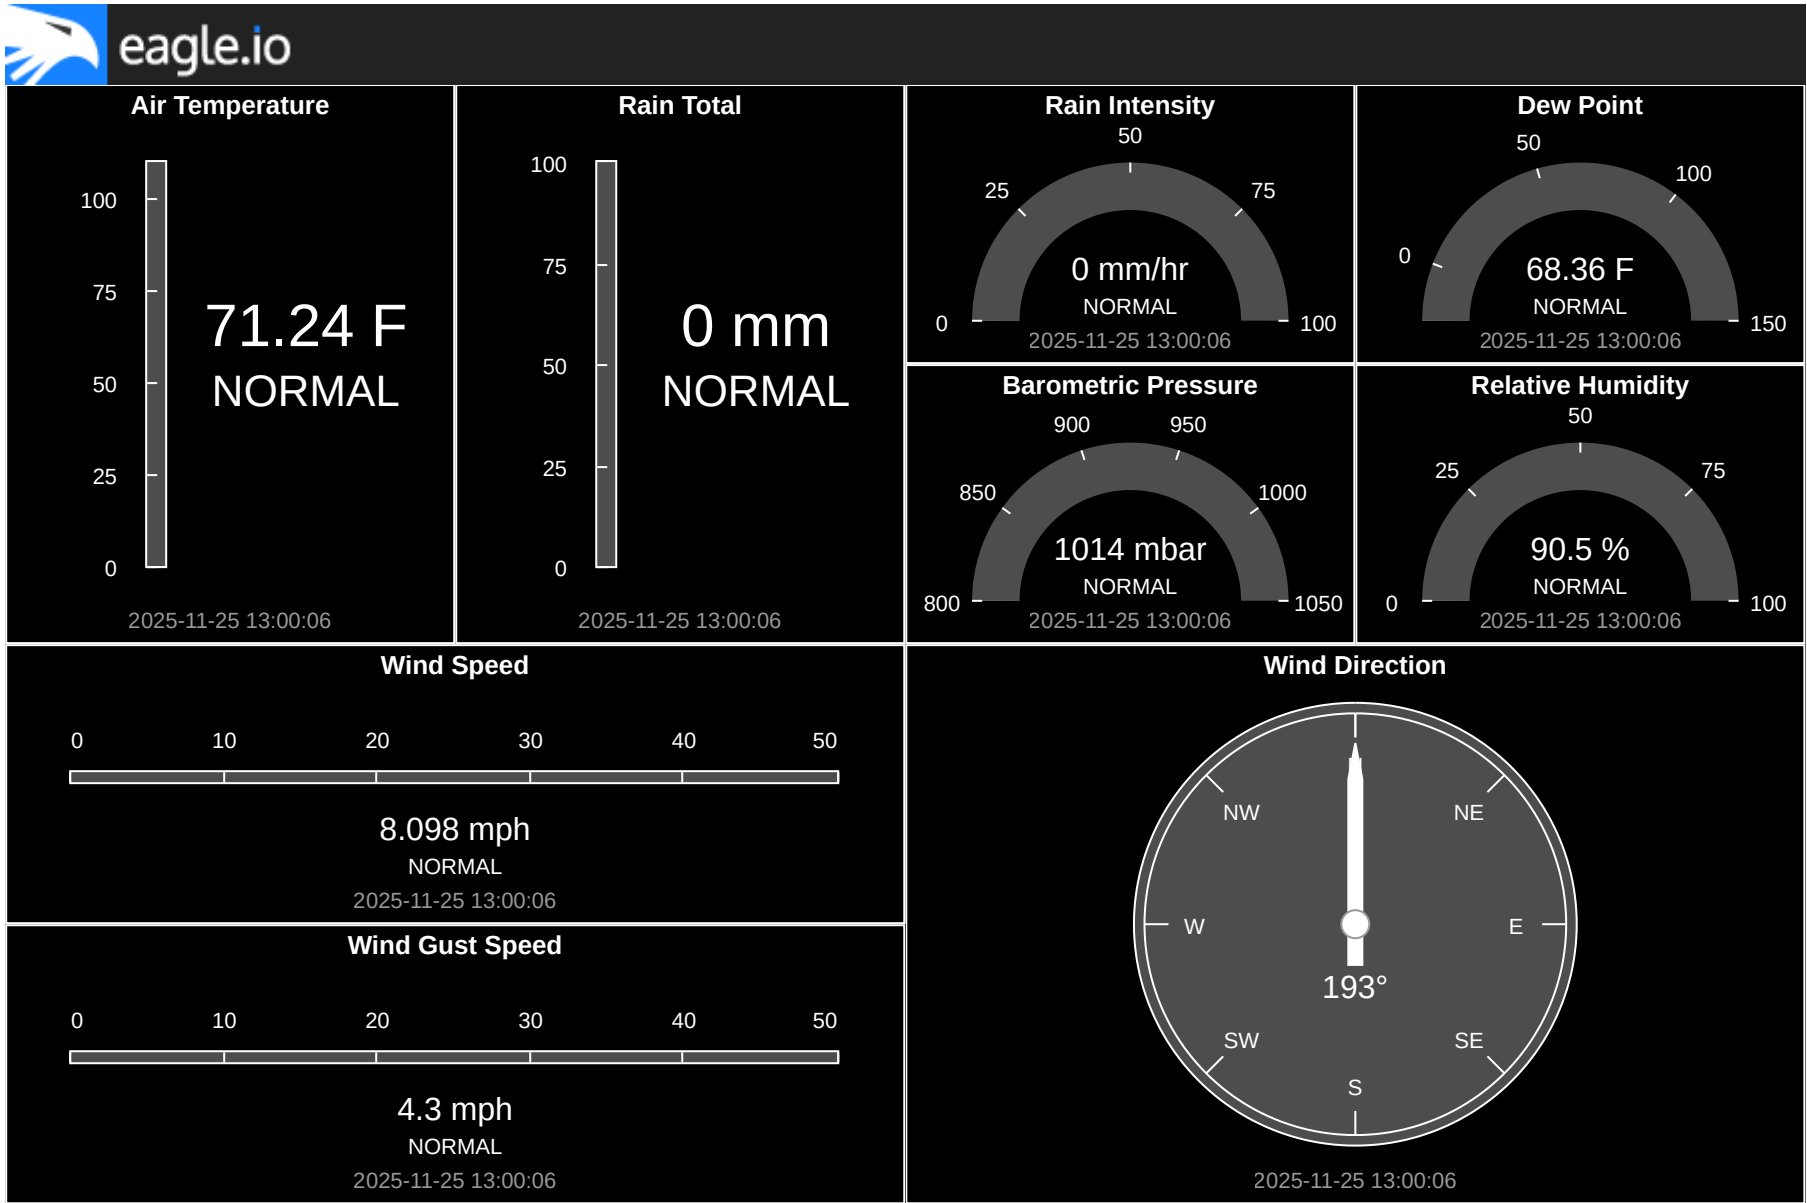 eagle.io
Air Temperature
100
75
50
25
0
71.24 F
NORMAL
2025-11-25 13:00:06
Rain Total
100
75
50
25
0
0 mm
NORMAL
2025-11-25 13:00:06
Rain Intensity
0
25
50
75
100
0 mm/hr
NORMAL
2025-11-25 13:00:06
Dew Point
0
50
100
150
68.36 F
NORMAL
2025-11-25 13:00:06
Barometric Pressure
800
850
900
950
1000
1050
1014 mbar
NORMAL
2025-11-25 13:00:06
Relative Humidity
0
25
50
75
100
90.5 %
NORMAL
2025-11-25 13:00:06
Wind Speed
0 10 20 30 40 50
8.098 mph
NORMAL
2025-11-25 13:00:06
Wind Gust Speed
0 10 20 30 40 50
4.3 mph
NORMAL
2025-11-25 13:00:06
Wind Direction
NW NE
W E
193°
SW SE
S
2025-11-25 13:00:06